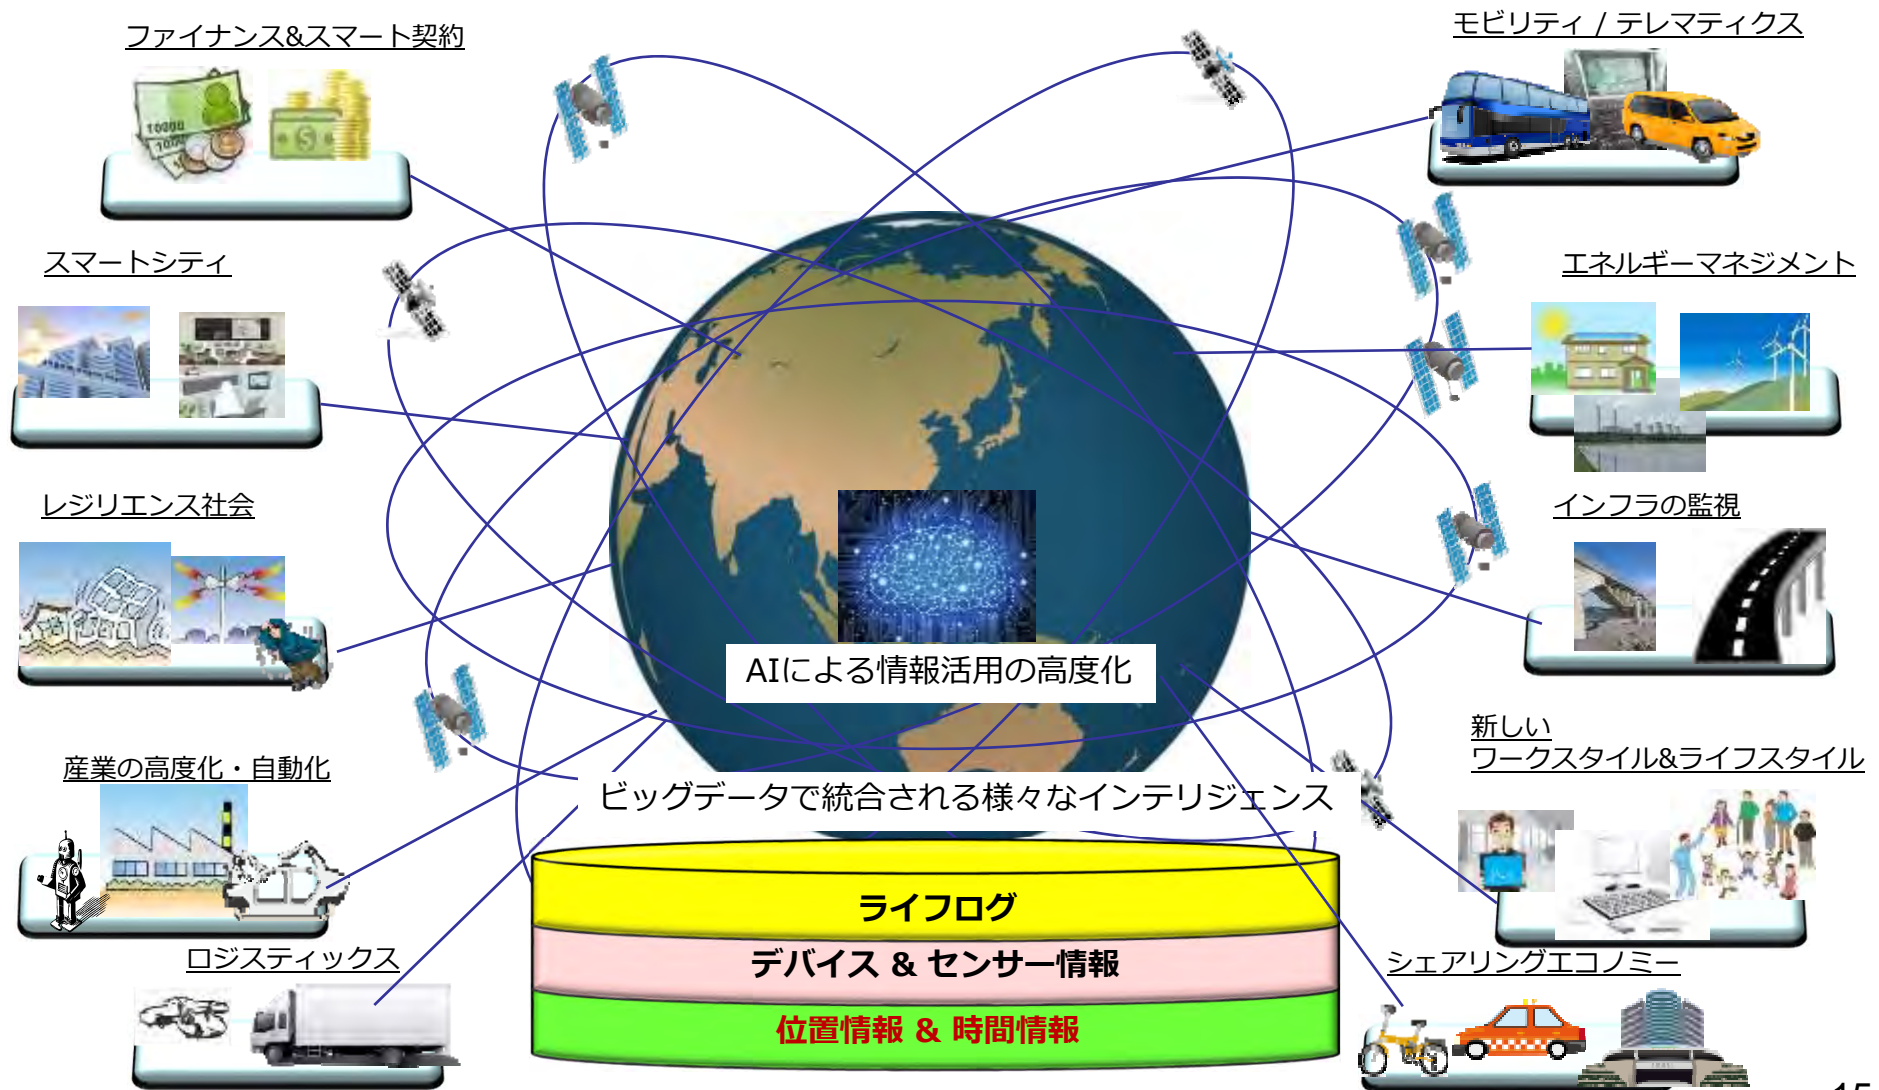 ファイナンス&スマート契約
モビリティ / テレマティクス
スマートシティ
エネルギーマネジメント
レジリエンス社会
インフラの監視
AIによる情報活用の高度化
新しい
ワークスタイル&ライフスタイル
産業の高度化・自動化
ビッグデータで統合される様々なインテリジェンス
ライフログ
デバイス & センサー情報
位置情報 & 時間情報
ロジスティックス
シェアリングエコノミー
10000